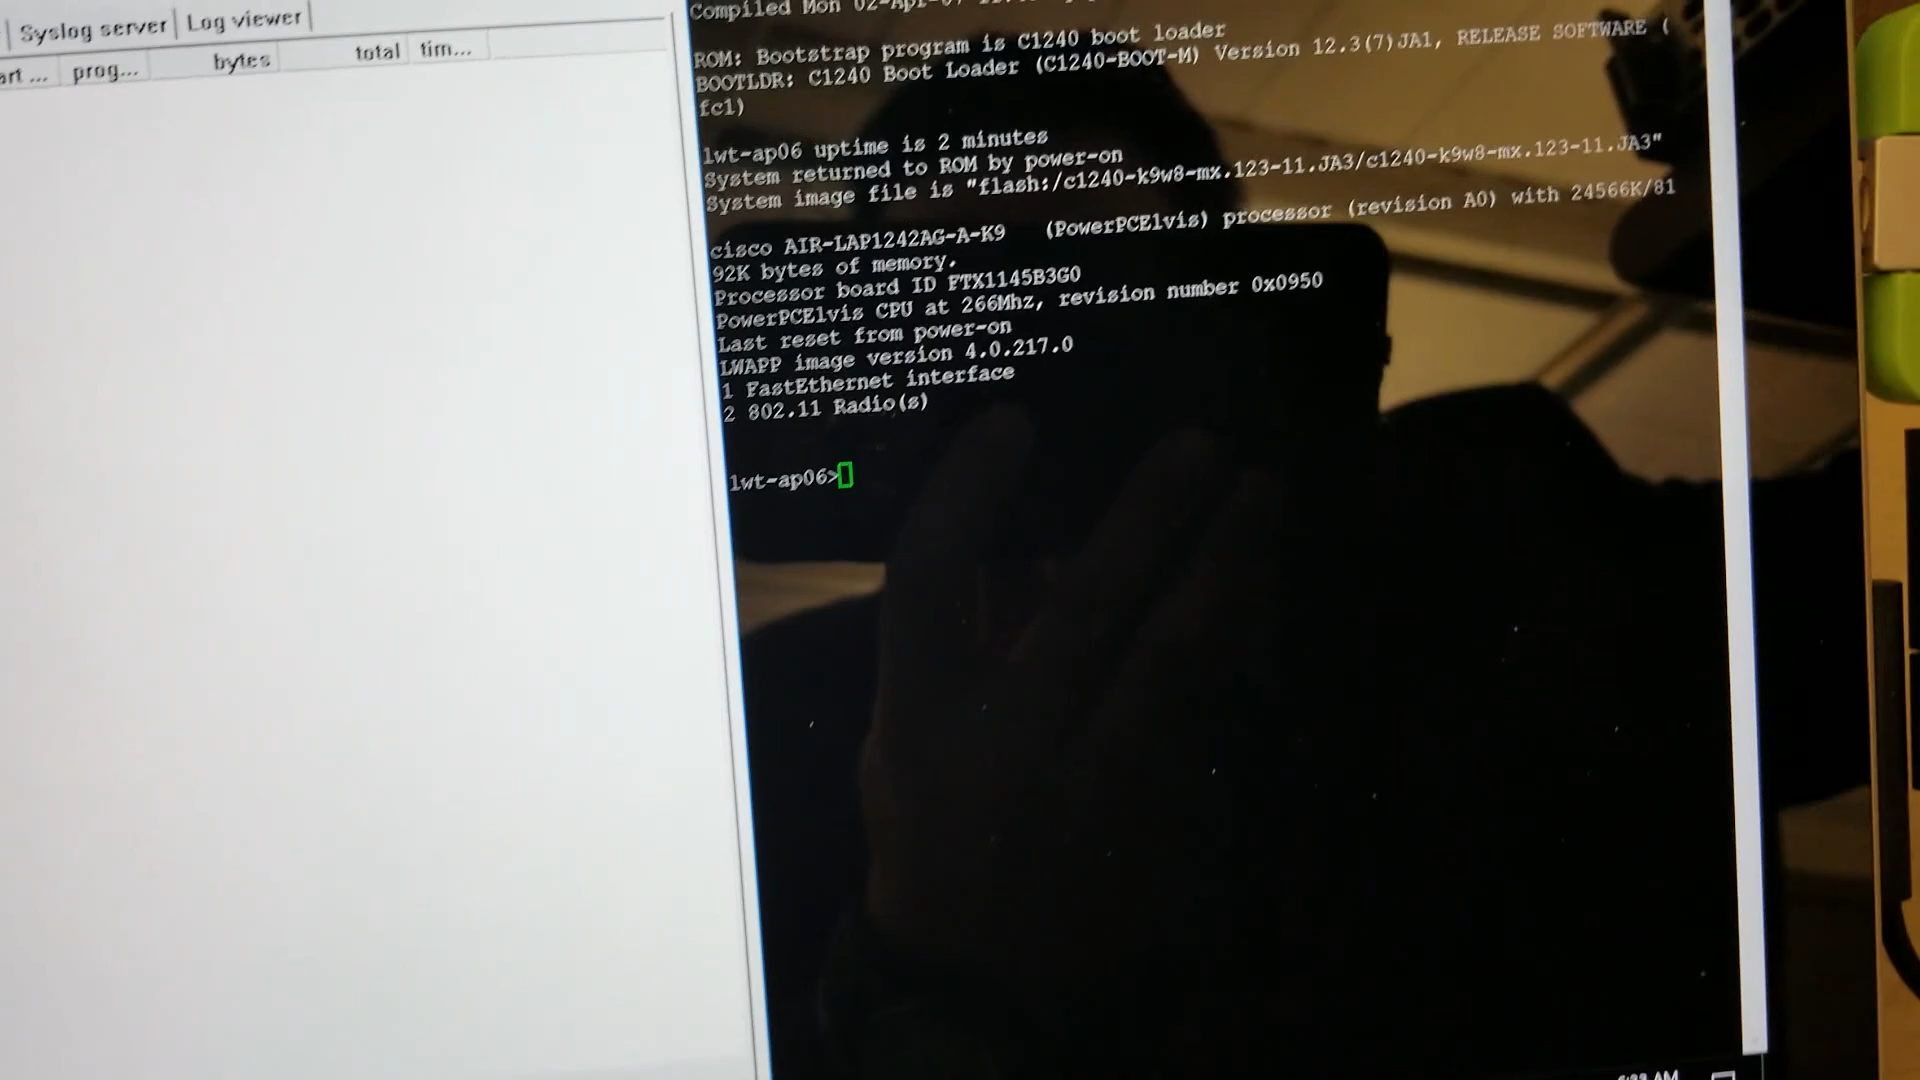 Syslog server Log viewer
art ... prog... bytes total tim...
Compiled Mon 02-Apr-07
ROM: Bootstrap program is C1240 boot loader
BOOTLDR: C1240 Boot Loader (C1240-BOOT-M) Version 12.3(7)JA1, RELEASE SOFTWARE (
fc1)
lwt-ap06 uptime is 2 minutes
System returned to ROM by power-on
System image file is "flash:/c1240-k9w8-mx.123-11.JA3/c1240-k9w8-mx.123-11.JA3"
cisco AIR-LAP1242AG-A-K9 (PowerPCElvis) processor (revision A0) with 24566K/81
92K bytes of memory.
Processor board ID FTX1145B3G0
PowerPCElvis CPU at 266Mhz, revision number 0x0950
Last reset from power-on
LWAPP image version 4.0.217.0
1 FastEthernet interface
2 802.11 Radio(s)
lwt-ap06>
AM